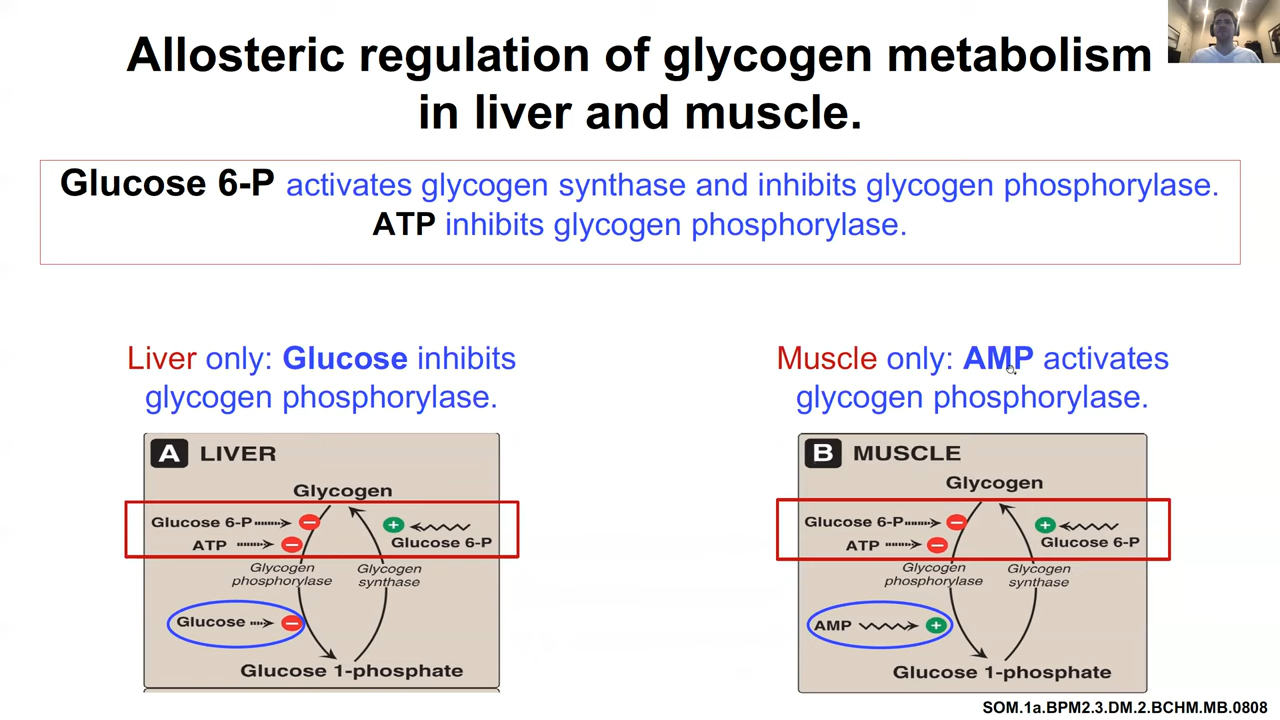 Allosteric regulation of glycogen metabolism
in liver and muscle.
Glucose 6-P activates glycogen synthase and inhibits glycogen phosphorylase.
ATP inhibits glycogen phosphorylase.
Liver only: Glucose inhibits
glycogen phosphorylase.
A LIVER
Glycogen
Glucose 6-P
ATP
Glucose 6-P
Glycogen
phosphorylase
Glycogen
synthase
Glucose
Glucose 1-phosphate
Muscle only: AMP activates
glycogen phosphorylase.
B MUSCLE
Glycogen
Glucose 6-P
ATP
Glucose 6-P
Glycogen
phosphorylase
Glycogen
synthase
AMP
Glucose 1-phosphate
SOM.1a.BPM2.3.DM.2.BCHM.MB.0808